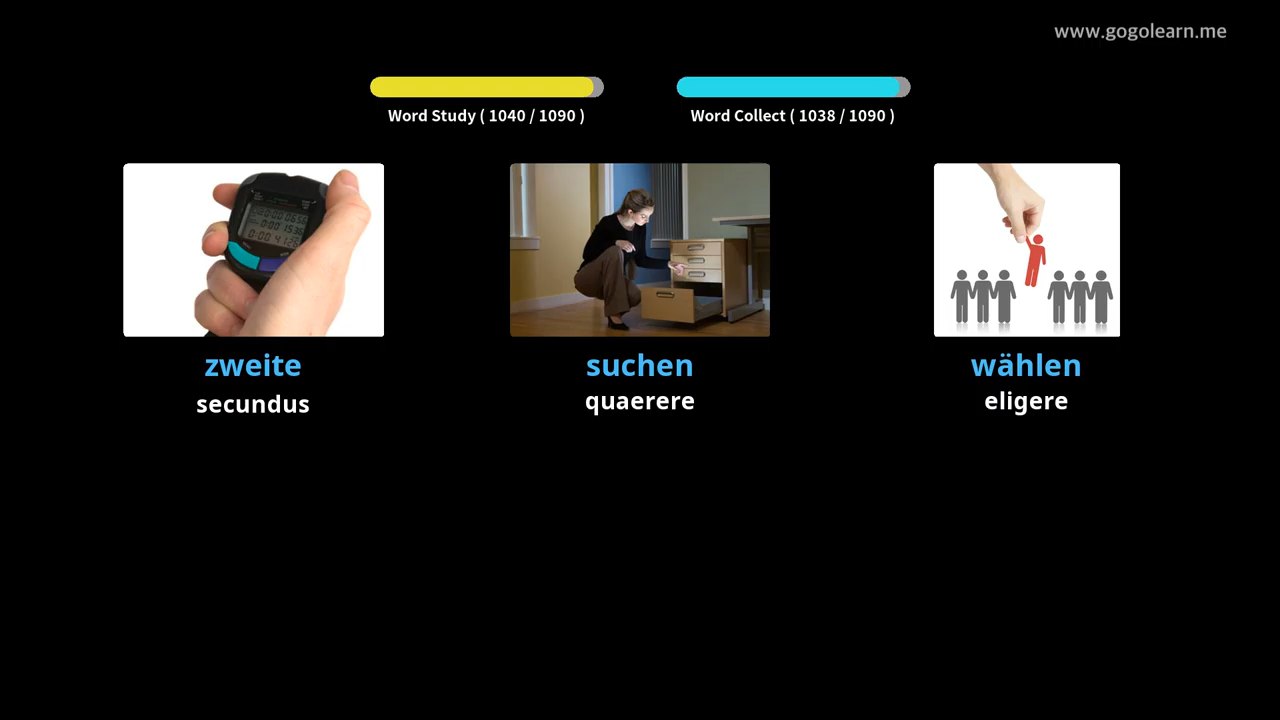 www.gogolearn.me
Word Study ( 1040 / 1090 )
Word Collect ( 1038 / 1090 )
zweite
secundus
suchen
quaerere
wählen
eligere